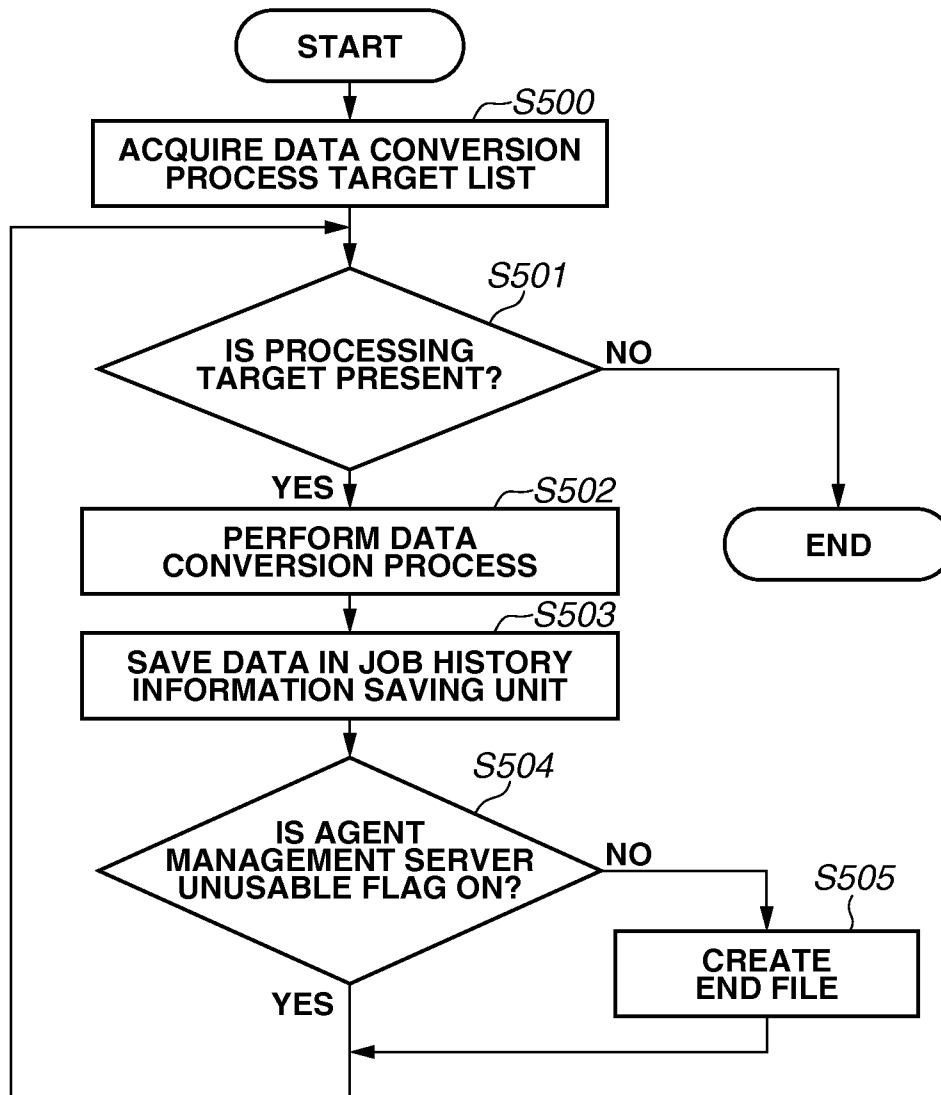 START
S500
ACQUIRE DATA CONVERSION
PROCESS TARGET LIST
S501
IS PROCESSING
TARGET PRESENT?
NO
YES
S502
PERFORM DATA
CONVERSION PROCESS
END
S503
SAVE DATA IN JOB HISTORY
INFORMATION SAVING UNIT
S504
IS AGENT
MANAGEMENT SERVER
UNUSABLE FLAG ON?
NO
S505
CREATE
END FILE
YES